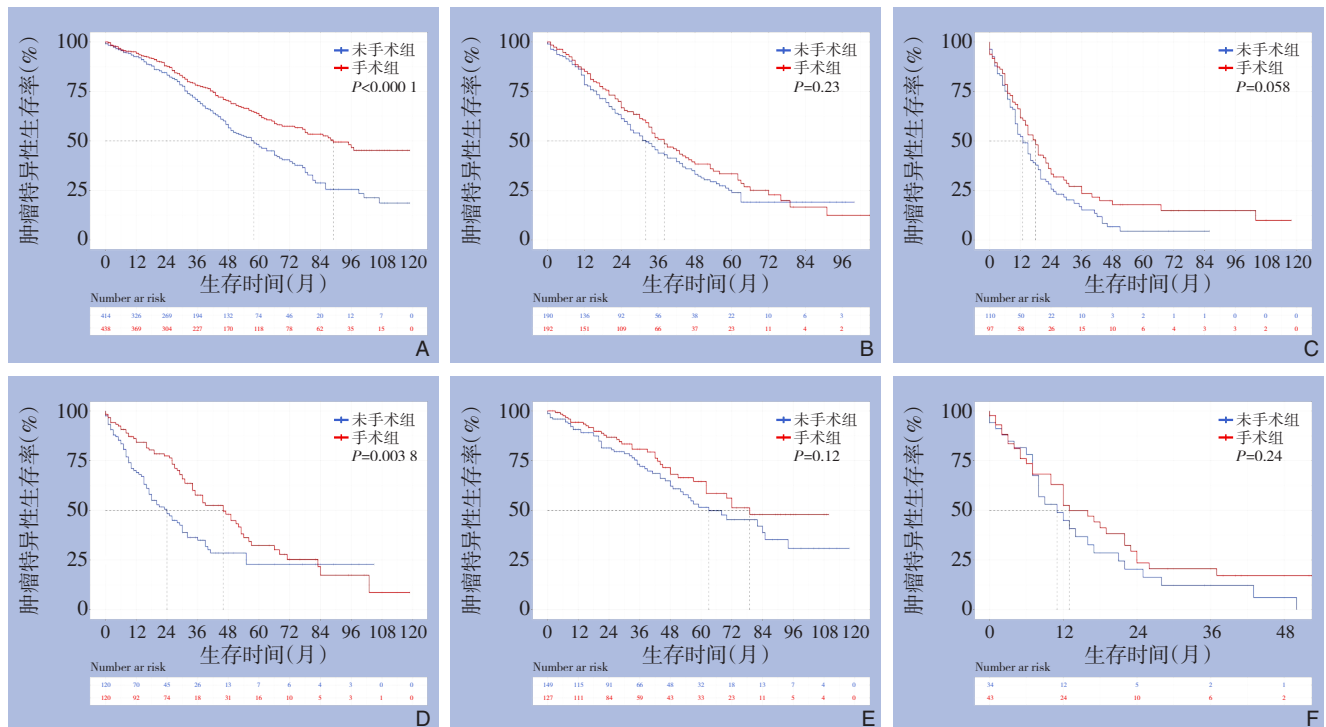 肿瘤特异性生存率(%)
100
75
50
25
0
未手术组
手术组
P<0.000 1
0 12 24 36 48 60 72 84 96 108 120
生存时间(月)
Number ar risk
414 326 269 194 132 74 46 20 12 7 0
438 369 304 227 170 118 78 62 35 15 0
A
肿瘤特异性生存率(%)
100
75
50
25
0
未手术组
手术组
P=0.23
0 12 24 36 48 60 72 84 96
生存时间(月)
Number ar risk
190 136 92 56 38 22 10 6 3
192 151 109 66 37 23 11 4 2
B
肿瘤特异性生存率(%)
100
75
50
25
0
未手术组
手术组
P=0.058
0 12 24 36 48 60 72 84 96 108 120
生存时间(月)
Number ar risk
110 50 22 10 3 2 1 1 0 0 0
97 58 26 15 10 6 4 3 3 2 0
C
肿瘤特异性生存率(%)
100
75
50
25
0
未手术组
手术组
P=0.003 8
0 12 24 36 48 60 72 84 96 108 120
生存时间(月)
Number ar risk
120 70 45 26 13 7 6 4 3 0 0
120 92 74 18 31 16 10 5 3 1 0
D
肿瘤特异性生存率(%)
100
75
50
25
0
未手术组
手术组
P=0.12
0 12 24 36 48 60 72 84 96 108 120
生存时间(月)
Number ar risk
149 115 91 66 48 32 18 13 7 4 0
127 111 84 59 43 33 23 11 5 4 0
E
肿瘤特异性生存率(%)
100
75
50
25
0
未手术组
手术组
P=0.24
0 12 24 36 48
生存时间(月)
Number ar risk
34 12 5 2 1
43 24 10 6 2
F